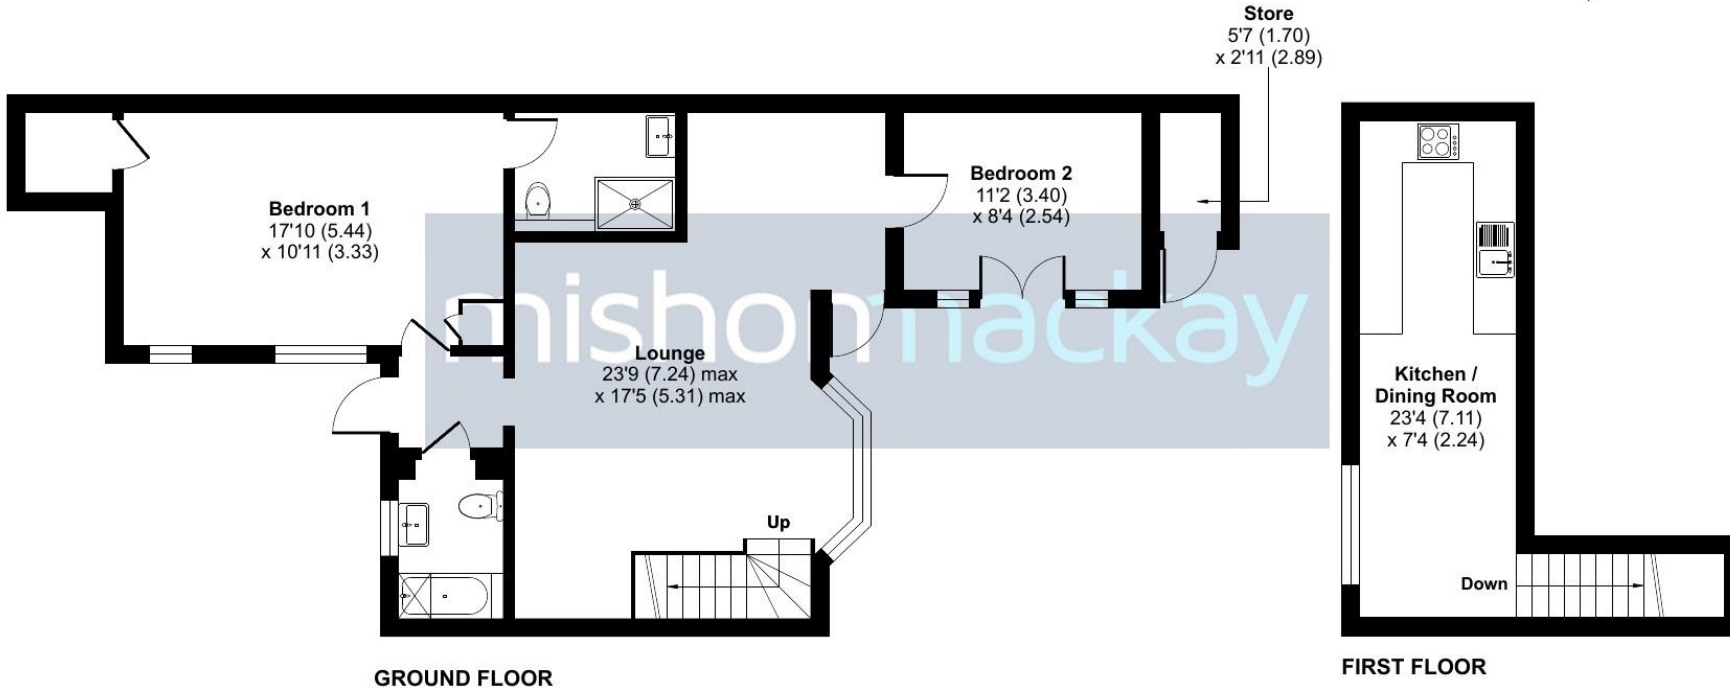 Store
5'7 (1.70)
x 2'11 (2.89)
Bedroom 1
17'10 (5.44)
x 10'11 (3.33)
Bedroom 2
11'2 (3.40)
x 8'4 (2.54)
mishonmackay
Lounge
23'9 (7.24) max
x 17'5 (5.31) max
Kitchen /
Dining Room
23'4 (7.11)
x 7'4 (2.24)
Up
Down
GROUND FLOOR
FIRST FLOOR